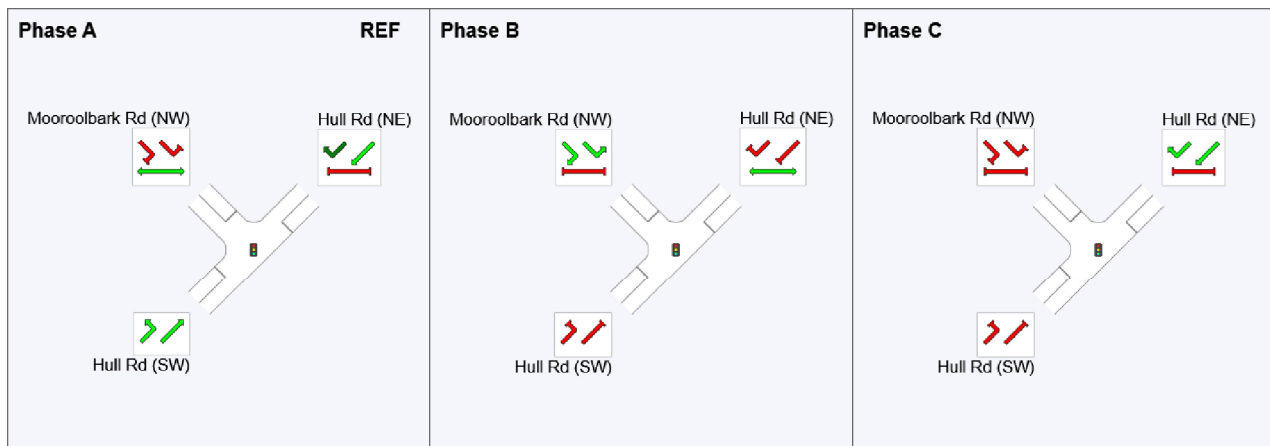 Phase A REF
Mooroolbark Rd (NW) Hull Rd (NE)
Hull Rd (SW)
Phase B
Mooroolbark Rd (NW) Hull Rd (NE)
Hull Rd (SW)
Phase C
Mooroolbark Rd (NW) Hull Rd (NE)
Hull Rd (SW)